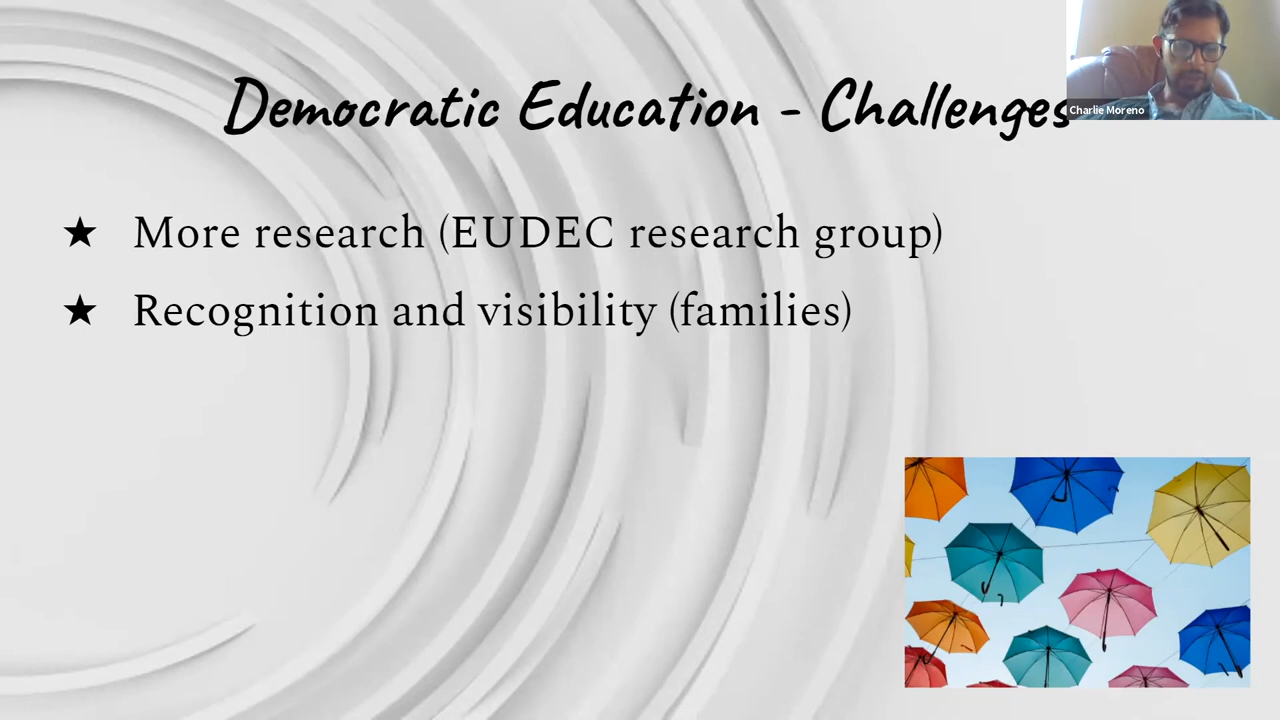 Democratic Education - Challenges
Charlie Moreno
★ More research (EUDEC research group)
★ Recognition and visibility (families)